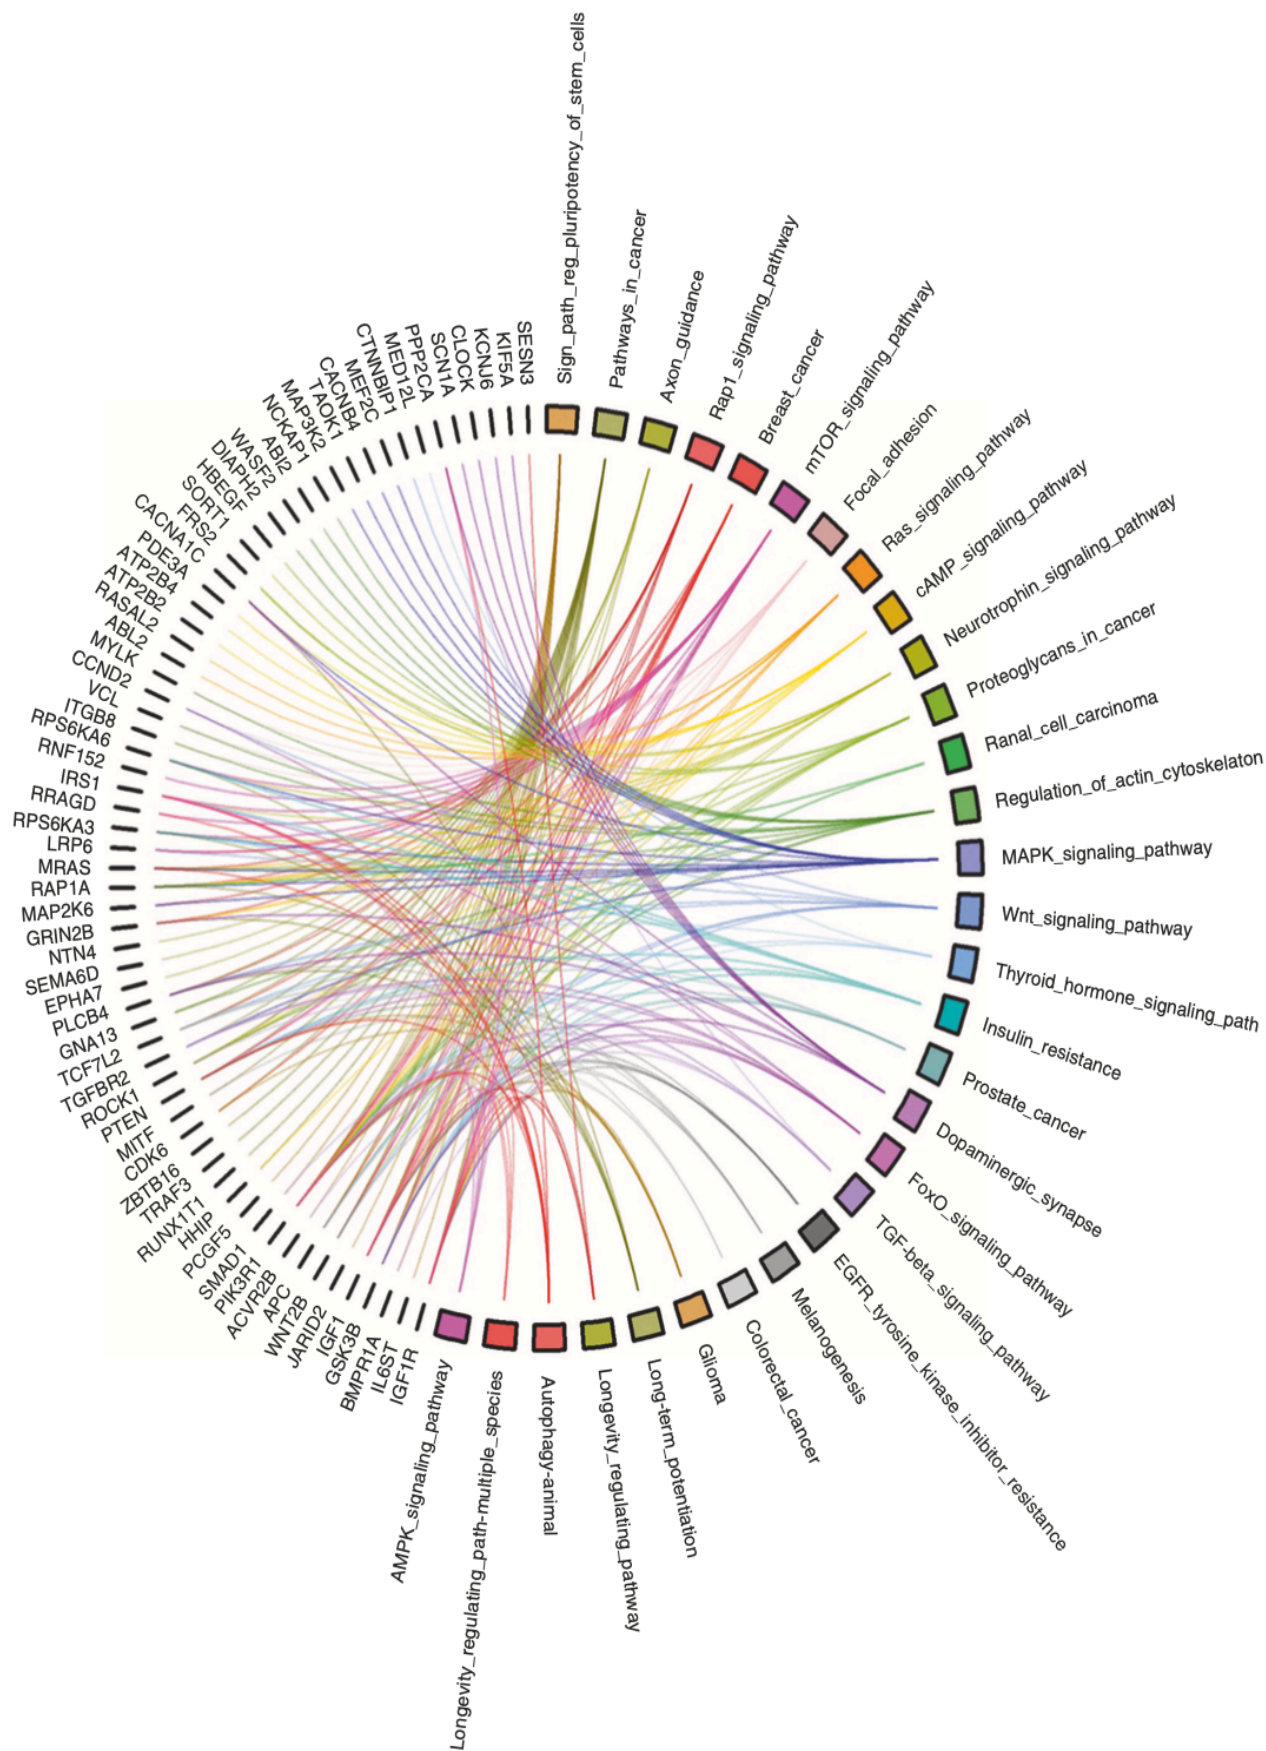 Sign_path_reg_pluripotency_of_stem_cells
Pathways_in_cancer
Axon_guidance
Rap1_signaling_pathway
Breast_cancer
mTOR_signaling_pathway
Focal_adhesion
Ras_signaling_pathway
cAMP_signaling_pathway
Neurotrophin_signaling_pathway
Proteoglycans_in_cancer
Ranal_cell_carcinoma
Regulation_of_actin_cytoskelaton
MAPK_signaling_pathway
Wnt_signaling_pathway
Thyroid_hormone_signaling_path
Insulin_resistance
Prostate_cancer
Dopaminergic_synapse
FoxO_signaling_pathway
TGF-beta_signaling_pathway
EGFR_tyrosine_kinase_inhibitor_resistance
Melanogenesis
Colorectal_cancer
Glioma
Long-term_potentiation
Longevity_regulating_pathway
Autophagy-animal
Longevity_regulating_path-multiple_species
AMPK_signaling_pathway
IGF1R
IL6ST
BMPR1A
GSK3B
IGF1
JARID2
WNT2B
APC
ACVR2B
PIK3R1
SMAD1
PCGF5
HHIP
RUNX1T1
TRAF3
ZBTB16
CDK6
MITF
PTEN
ROCK1
TGFBR2
TCF7L2
GNA13
PLCB4
EPHA7
SEMA6D
NTN4
GRIN2B
MAP2K6
RAP1A
MRAS
LRP6
RPS6KA3
RRAGD
IRS1
RNF152
RPS6KA6
ITGB8
VCL
CCND2
MYLK
ABL2
RASAL2
ATP2B2
ATP2B4
PDE3A
CACNA1C
FRS2
SORT1
HBEGF
DIAPH2
WASF2
ABI2
NCKAP1
MAP3K2
TAOK1
CACNB4
MEF2C
CTNNBIP1
MED12L
PPP2CA
SCN1A
CLOCK
KCNJ6
KIF5A
SESN3